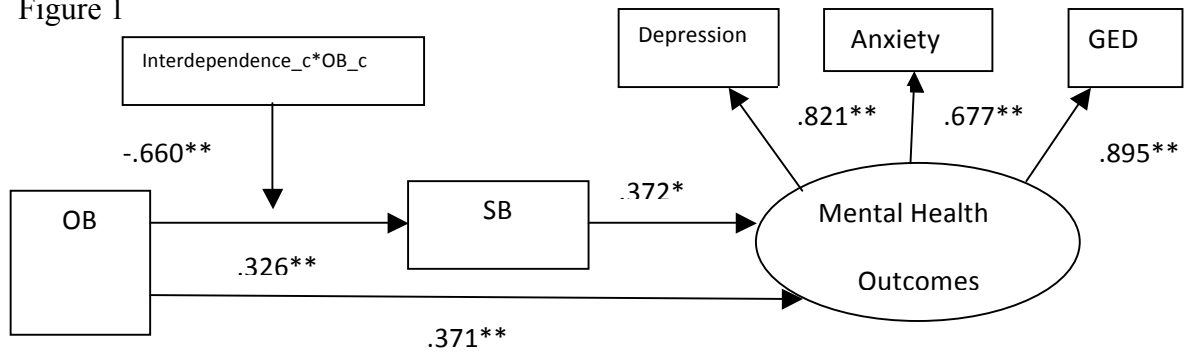 Figure 1
Interdependence_c*OB_c
Depression
Anxiety
GED
.821**
.677**
.895**
-.660**
OB
SB
.372*
Mental Health
Outcomes
.326**
.371**